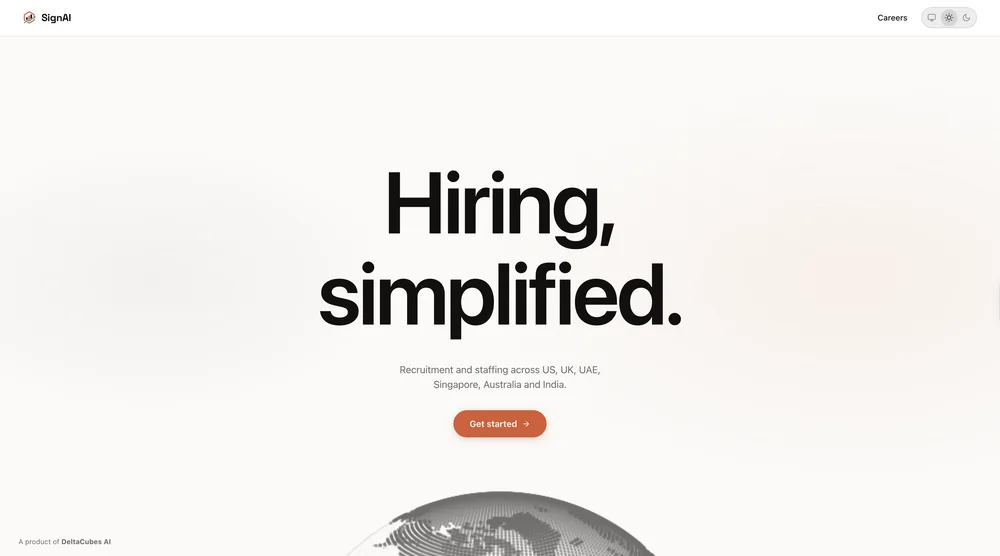 SignAI
Careers
Hiring,
simplified.
Recruitment and staffing across US, UK, UAE,
Singapore, Australia and India.
Get started →
A product of DeltaCubes AI